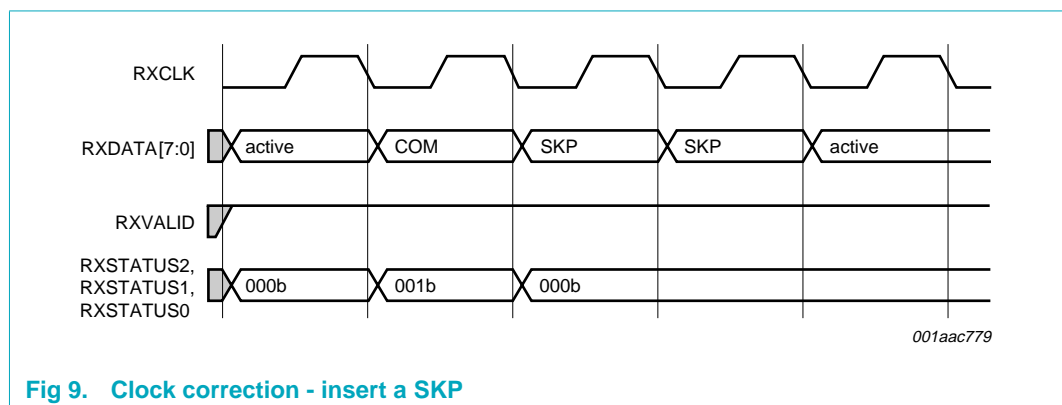 RXCLK
RXDATA[7:0] active COM SKP SKP active
RXVALID
RXSTATUS2,
RXSTATUS1, 000b 001b 000b
RXSTATUS0
001aac779
Fig 9. Clock correction - insert a SKP